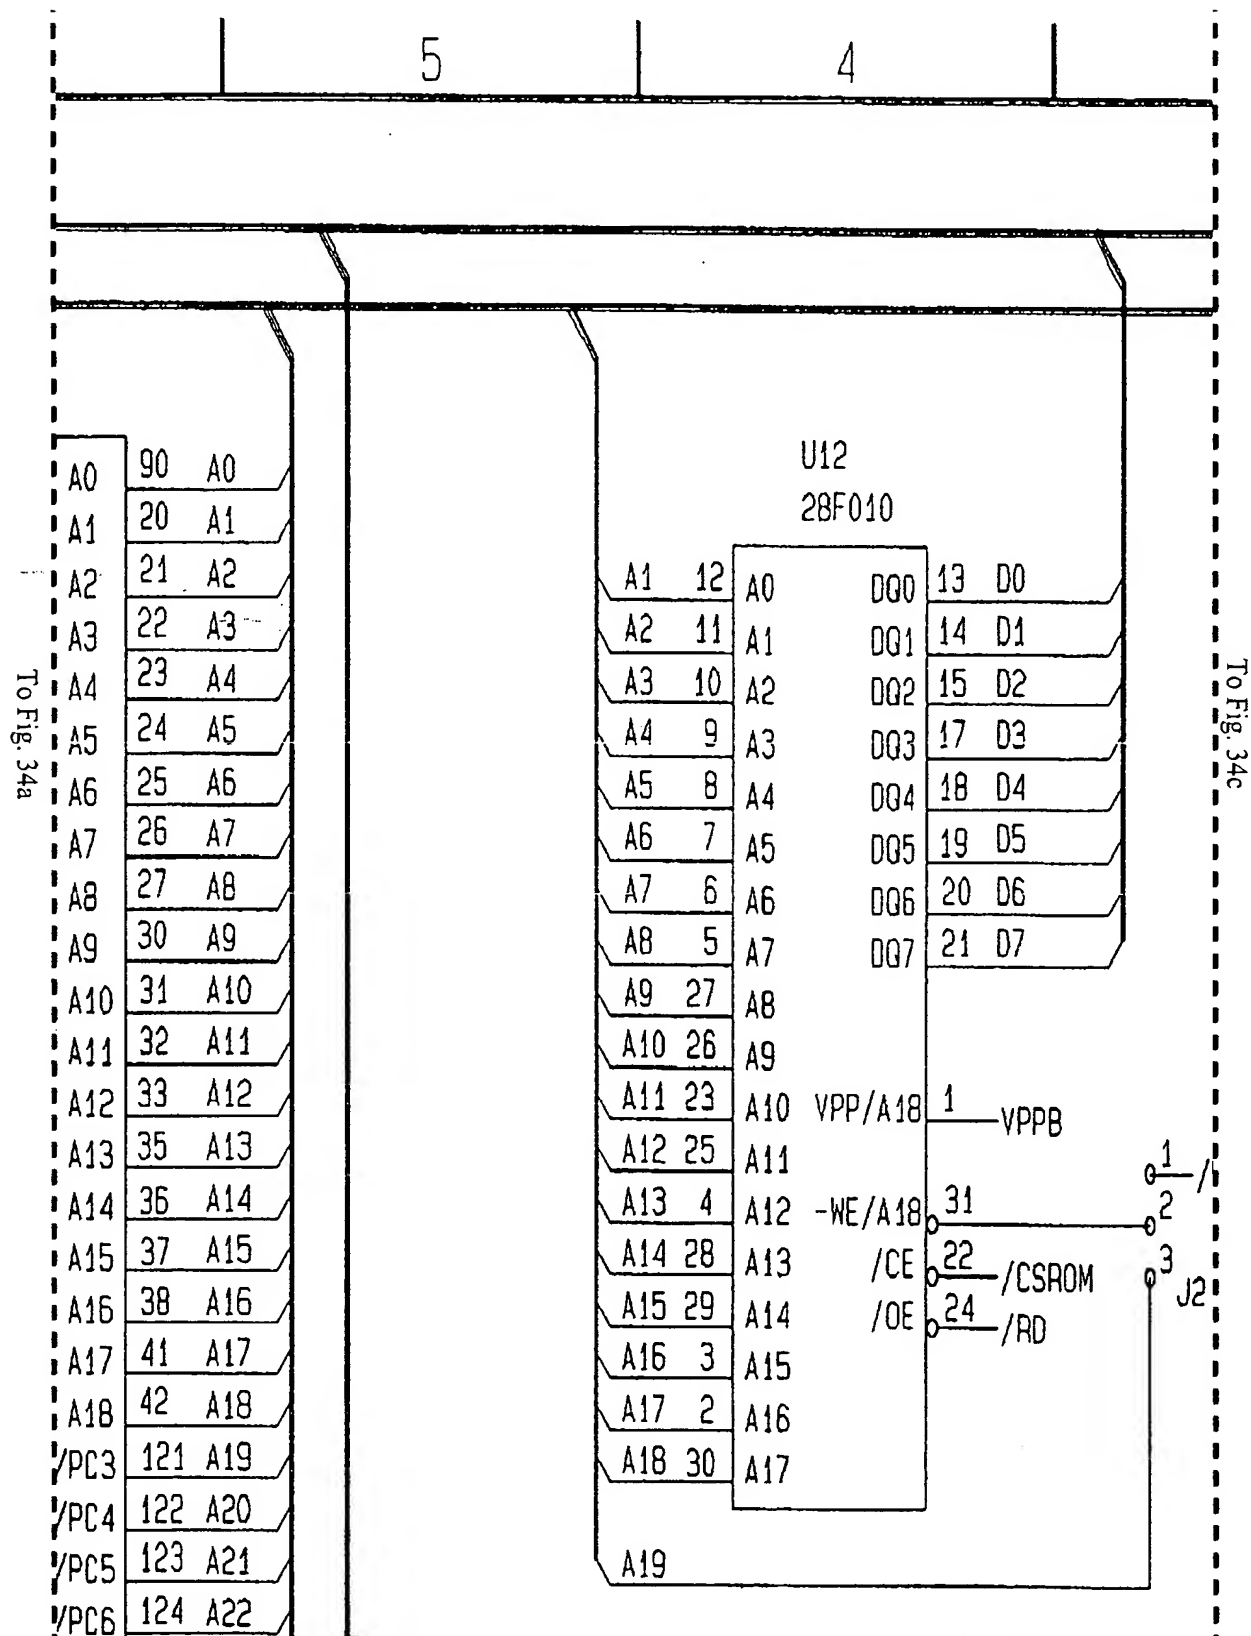 5 4
To Fig. 34a
A0 90 A0
A1 20 A1
A2 21 A2
A3 22 A3
A4 23 A4
A5 24 A5
A6 25 A6
A7 26 A7
A8 27 A8
A9 30 A9
A10 31 A10
A11 32 A11
A12 33 A12
A13 35 A13
A14 36 A14
A15 37 A15
A16 38 A16
A17 41 A17
A18 42 A18
/PC3 121 A19
/PC4 122 A20
/PC5 123 A21
/PC6 124 A22
U12
28F010
A1 12 A0 DQ0 13 D0
A2 11 A1 DQ1 14 D1
A3 10 A2 DQ2 15 D2
A4 9 A3 DQ3 17 D3
A5 8 A4 DQ4 18 D4
A6 7 A5 DQ5 19 D5
A7 6 A6 DQ6 20 D6
A8 5 A7 DQ7 21 D7
A9 27 A8
A10 26 A9
A11 23 A10 VPP/A18 1 VPPB
A12 25 A11
A13 4 A12 -WE/A18 31
A14 28 A13 /CE 22 /CSROM
A15 29 A14 /OE 24 /RD
A16 3 A15
A17 2 A16
A18 30 A17
A19
1 /
2
3
J2
To Fig. 34c